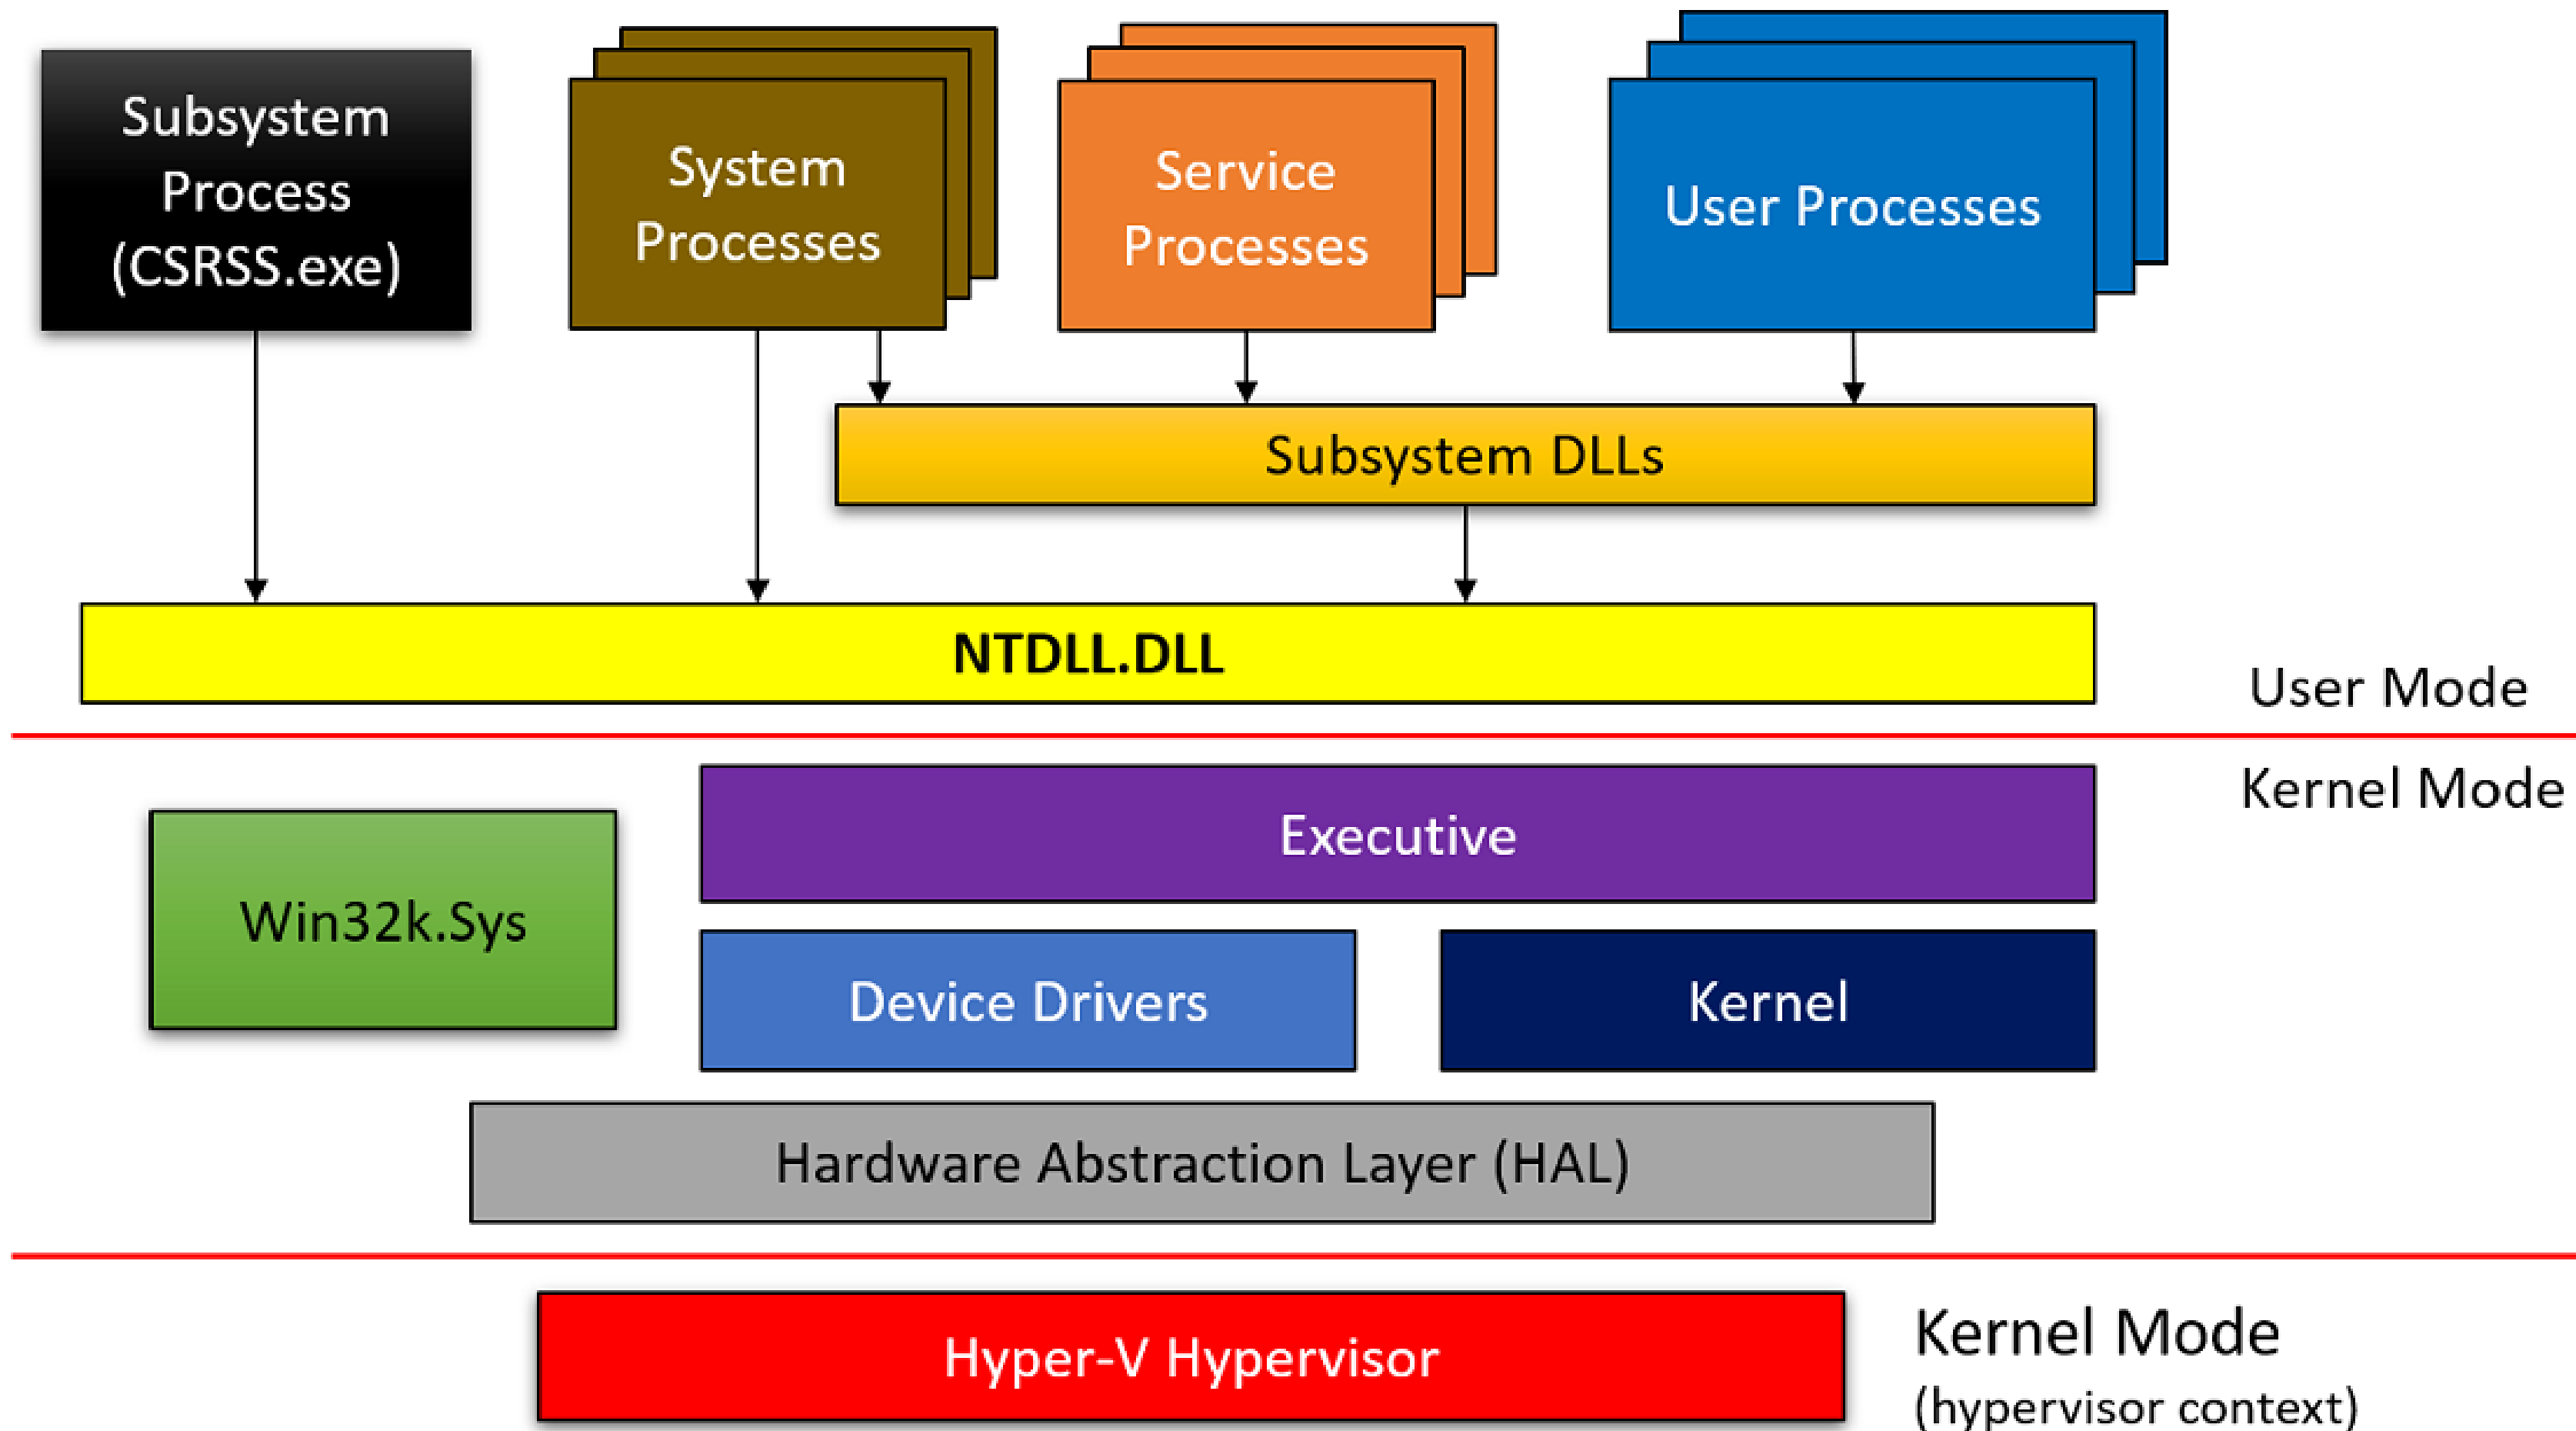 Subsystem
Process
(CSRSS.exe)
System
Processes
Service
Processes
User Processes
Subsystem DLLs
NTDLL.DLL
User Mode
Kernel Mode
Executive
Win32k.Sys
Device Drivers
Kernel
Hardware Abstraction Layer (HAL)
Hyper-V Hypervisor
Kernel Mode
(hypervisor context)